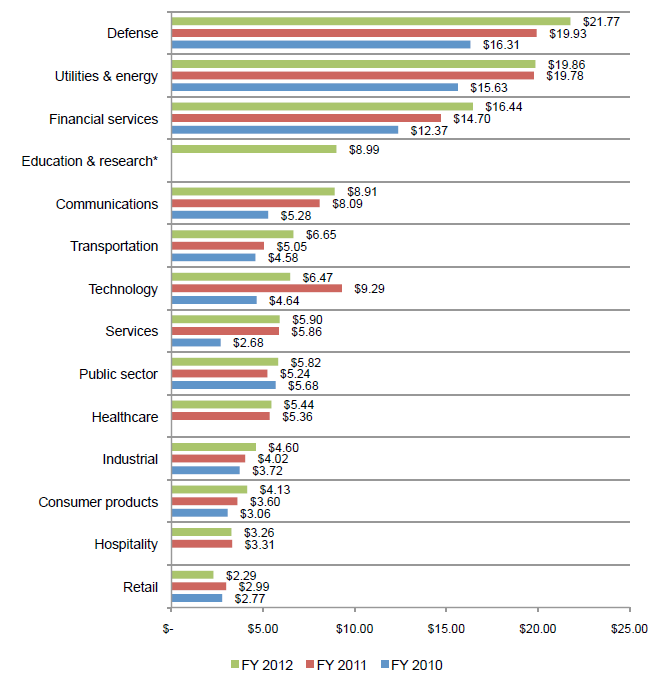 Defense
$21.77
$19.93
$16.31
Utilities & energy
$19.86
$19.78
$15.63
Financial services
$16.44
$14.70
$12.37
Education & research*
$8.99
Communications
$8.91
$8.09
$5.28
Transportation
$6.65
$5.05
$4.58
Technology
$6.47
$9.29
$4.64
Services
$5.90
$5.86
$2.68
Public sector
$5.82
$5.24
$5.68
Healthcare
$5.44
$5.36
Industrial
$4.60
$4.02
$3.72
Consumer products
$4.13
$3.60
$3.06
Hospitality
$3.26
$3.31
Retail
$2.29
$2.99
$2.77
$- $5.00 $10.00 $15.00 $20.00 $25.00
FY 2012 FY 2011 FY 2010